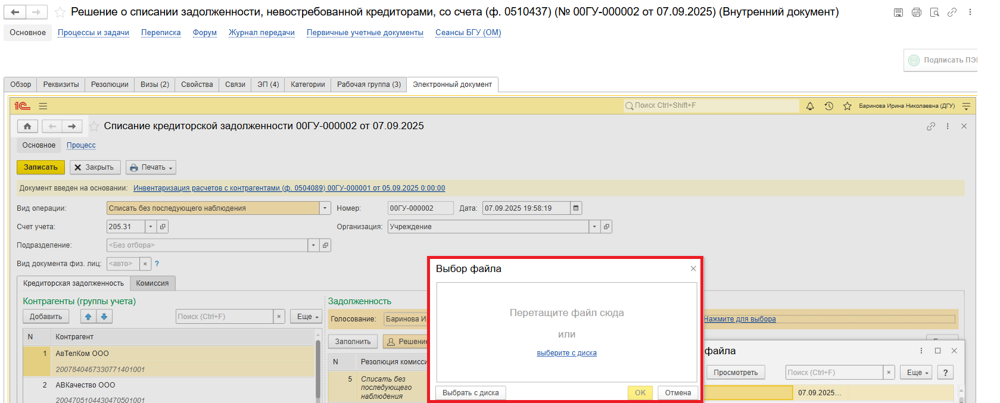 Решение о списании задолженности, невостребованной кредиторами, со счета (ф. 0510437) (№ 00ГУ-000002 от 07.09.2025) (Внутренний документ)
Основное Процессы и задачи Переписка Форум Журнал передачи Первичные учетные документы Сеансы БГУ (ОМ)
Подписать ПЭП
Обзор Реквизиты Резолюции Визы (2) Свойства Связи ЭП (4) Категории Рабочая группа (3) Электронный документ
1С Поиск Ctrl+Shift+F Баринова Ирина Николаевна (ДГУ)
Списание кредиторской задолженности 00ГУ-000002 от 07.09.2025
Основное Процесс
Записать Закрыть Печать
Документ введен на основании: Инвентаризация расчетов с контрагентами (ф. 0504089) 00ГУ-000001 от 05.09.2025 0:00:00
Вид операции: Списать без последующего наблюдения Номер: 00ГУ-000002 Дата: 07.09.2025 19:58:19
Счет учета: 205.31 Организация: Учреждение
Подразделение: <Без отбора>
Вид документа физ. лиц: <авто> ?
Кредиторская задолженность Комиссия
Контрагенты (группы учета)
Добавить Поиск (Ctrl+F) × Еще
N Контрагент
1 АвТелКом ООО
2007840467330771401001
2 АВКачество ООО
2004705104430470501001
Задолженность
Голосование: Баринова И Нажмите для выбора
Заполнить Решение
N Резолюция комисси
5 Списать без
последующего
наблюдения
Выбор файла
Перетащите файл сюда
или
выберите с диска
Выбрать с диска OK Отмена
файла
Просмотреть Поиск (Ctrl+F) × Еще ?
07.09.2025...